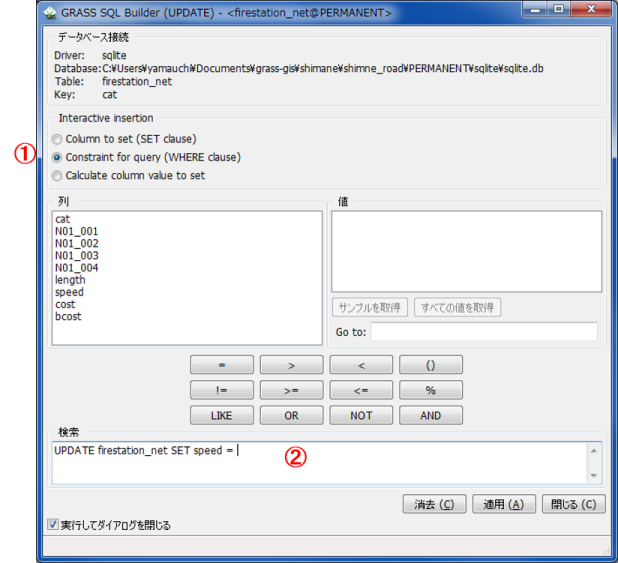 GRASS SQL Builder (UPDATE) - <firestation_net@PERMANENT>
データベース接続
Driver: sqlite
Database: C:¥Users¥yamauch¥Documents¥grass-gis¥shimane¥shimne_road¥PERMANENT¥sqlite¥sqlite.db
Table: firestation_net
Key: cat
Interactive insertion
① Column to set (SET clause)
Constraint for query (WHERE clause)
Calculate column value to set
列 値
cat
N01_001
N01_002
N01_003
N01_004
length
speed
cost
bcost
サンプルを取得 すべての値を取得
Go to:
= > < ()
!= >= <= %
LIKE OR NOT AND
検索
UPDATE firestation_net SET speed =
②
消去 (C) 適用 (A) 閉じる (C)
実行してダイアログを閉じる